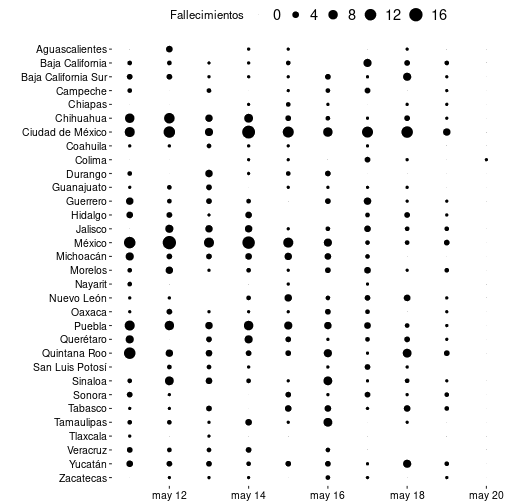 Fallecimientos 0 4 8 12 16
Aguascalientes
Baja California
Baja California Sur
Campeche
Chiapas
Chihuahua
Ciudad de México
Coahuila
Colima
Durango
Guanajuato
Guerrero
Hidalgo
Jalisco
México
Michoacán
Morelos
Nayarit
Nuevo León
Oaxaca
Puebla
Querétaro
Quintana Roo
San Luis Potosí
Sinaloa
Sonora
Tabasco
Tamaulipas
Tlaxcala
Veracruz
Yucatán
Zacatecas
may 12 may 14 may 16 may 18 may 20